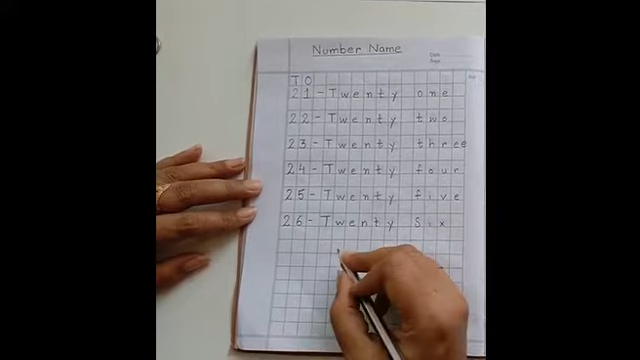 Number Name
Date
Page
T O
21 - Twenty one
22 - Twenty two
23 - Twenty three
24 - Twenty four
25 - Twenty five
26 - Twenty Six